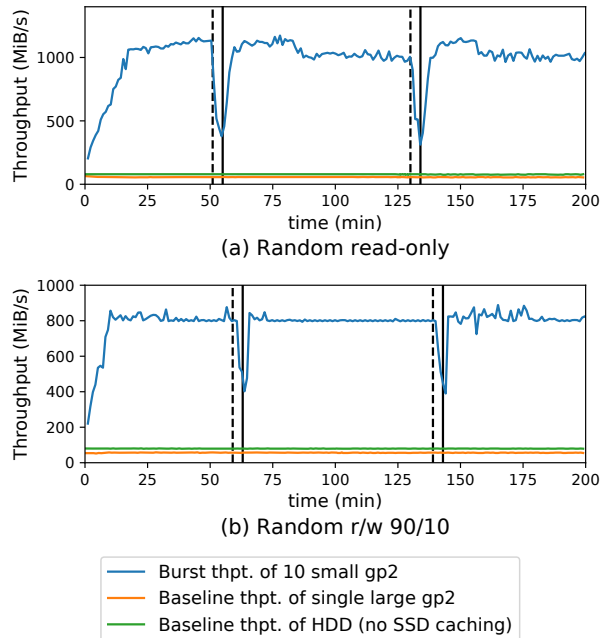 Throughput (MiB/s)
1000
500
0
0 25 50 75 100 125 150 175 200
time (min)
(a) Random read-only
Throughput (MiB/s)
1000
800
600
400
200
0
0 25 50 75 100 125 150 175 200
time (min)
(b) Random r/w 90/10
Burst thpt. of 10 small gp2
Baseline thpt. of single large gp2
Baseline thpt. of HDD (no SSD caching)